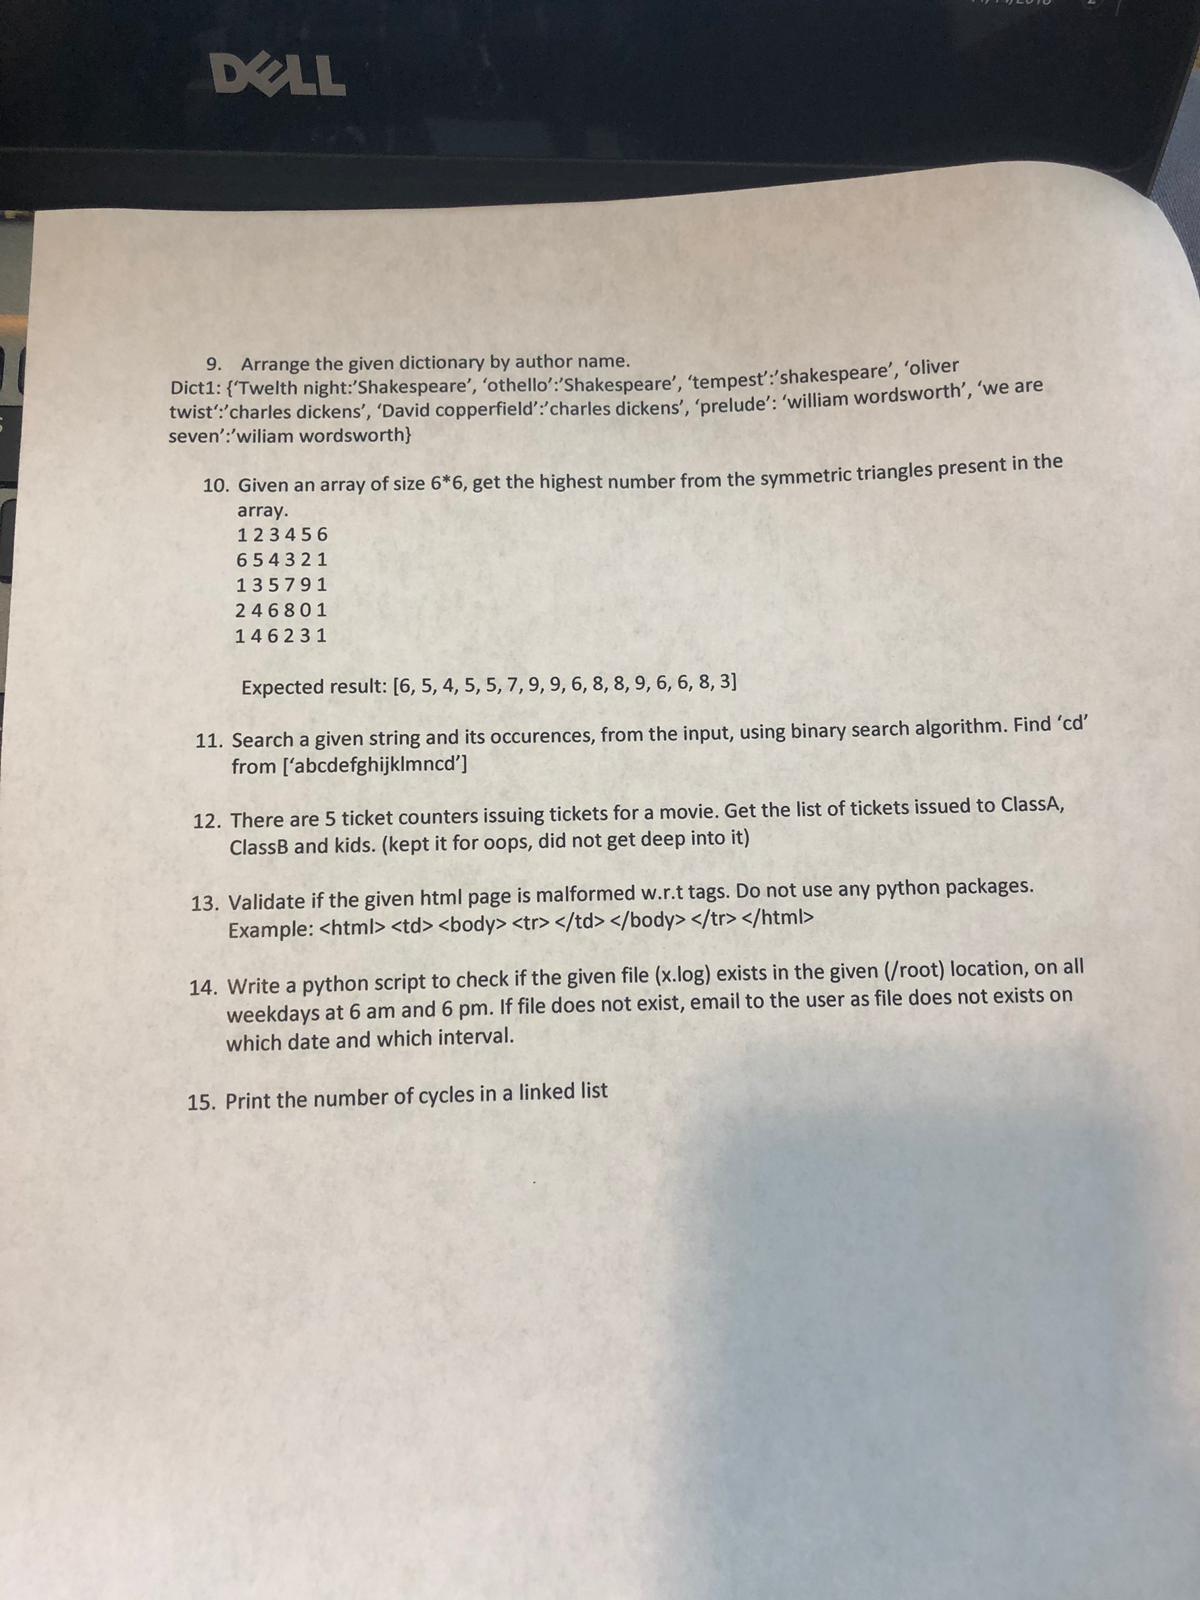 DELL
9. Arrange the given dictionary by author name.
Dict1: {‘Twelth night:’Shakespeare’, ‘othello’:’Shakespeare’, ‘tempest’:’shakespeare’, ‘oliver
twist‘:’charles dickens’, ‘David copperfield’:’charles dickens’, ‘prelude’: ‘william wordsworth’, ‘we are
seven’:’wiliam wordsworth}
10. Given an array of size 6*6, get the highest number from the symmetric triangles present in the
array.
1 2 3 4 5 6
6 5 4 3 2 1
1 3 5 7 9 1
2 4 6 8 0 1
1 4 6 2 3 1
Expected result: [6, 5, 4, 5, 5, 7, 9, 9, 6, 8, 8, 9, 6, 6, 8, 3]
11. Search a given string and its occurences, from the input, using binary search algorithm. Find ‘cd’
from [‘abcdefghijklmncd’]
12. There are 5 ticket counters issuing tickets for a movie. Get the list of tickets issued to ClassA,
ClassB and kids. (kept it for oops, did not get deep into it)
13. Validate if the given html page is malformed w.r.t tags. Do not use any python packages.
Example: <html> <td> <body> <tr> </td> </body> </tr> </html>
14. Write a python script to check if the given file (x.log) exists in the given (/root) location, on all
weekdays at 6 am and 6 pm. If file does not exist, email to the user as file does not exists on
which date and which interval.
15. Print the number of cycles in a linked list